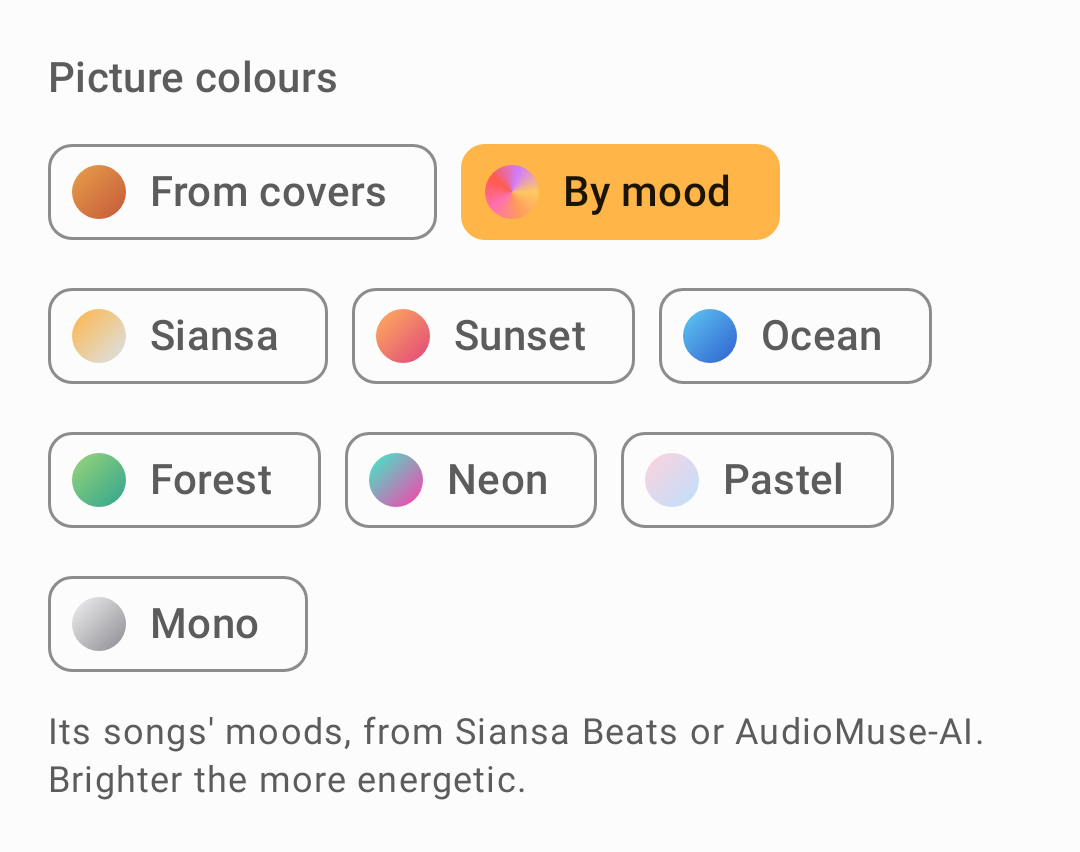 Picture colours
From covers
By mood
Siansa
Sunset
Ocean
Forest
Neon
Pastel
Mono
Its songs' moods, from Siansa Beats or AudioMuse-AI.
Brighter the more energetic.